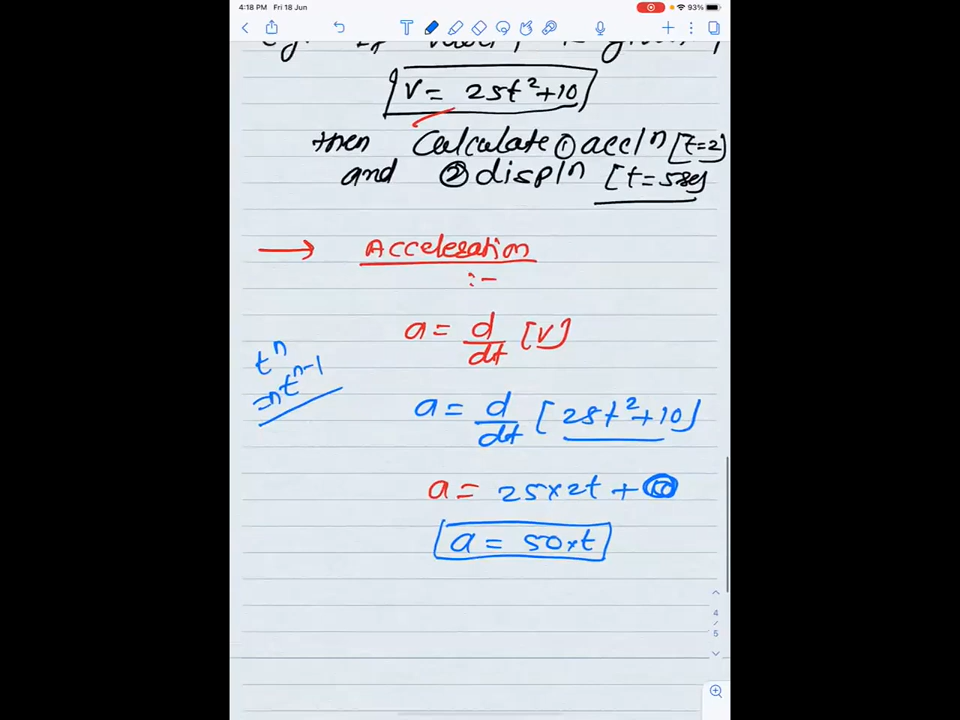 4:18 PM Fri 18 Jun 93%
V = 25t²+10
then Calculate ① accln [t=2]
and ② displn [t=5sec]
→ Acceleration
:-
a = d/dt [V]
tⁿ
=ntⁿ⁻¹
a = d/dt [25t²+10]
a = 25×2t +
a = 50×t
4
/
5